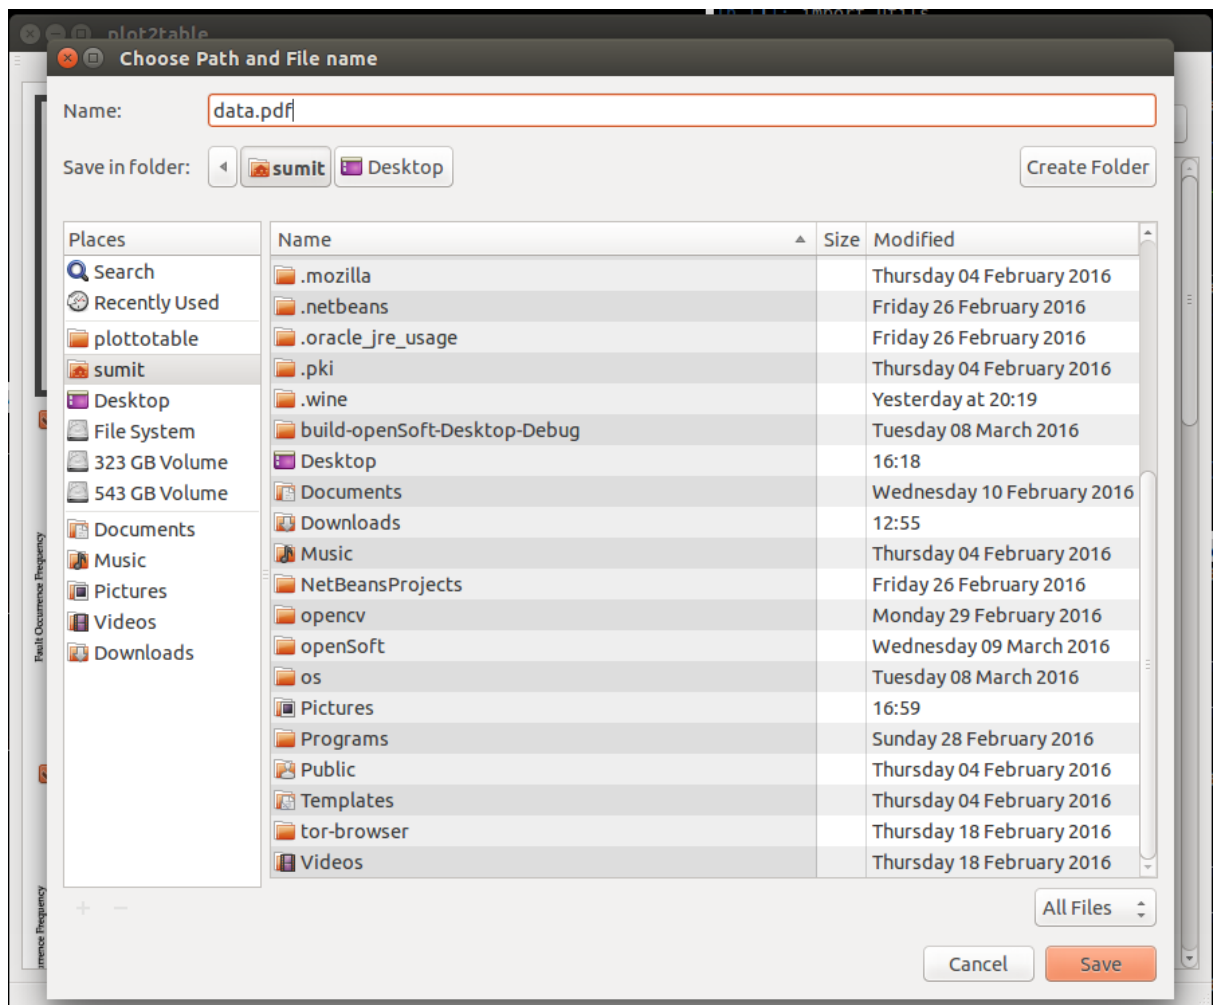 plot2table
Choose Path and File name
Name: data.pdf
Save in folder: sumit Desktop Create Folder
Places Name Size Modified
Search
Recently Used
plottotable
sumit
Desktop
File System
323 GB Volume
543 GB Volume
Documents
Music
Pictures
Videos
Downloads
.mozilla Thursday 04 February 2016
.netbeans Friday 26 February 2016
.oracle_jre_usage Friday 26 February 2016
.pki Thursday 04 February 2016
.wine Yesterday at 20:19
build-openSoft-Desktop-Debug Tuesday 08 March 2016
Desktop 16:18
Documents Wednesday 10 February 2016
Downloads 12:55
Music Thursday 04 February 2016
NetBeansProjects Friday 26 February 2016
opencv Monday 29 February 2016
openSoft Wednesday 09 March 2016
os Tuesday 08 March 2016
Pictures 16:59
Programs Sunday 28 February 2016
Public Thursday 04 February 2016
Templates Thursday 04 February 2016
tor-browser Thursday 18 February 2016
Videos Thursday 18 February 2016
All Files
Cancel Save
Fault Occurrence Frequency
Frequency